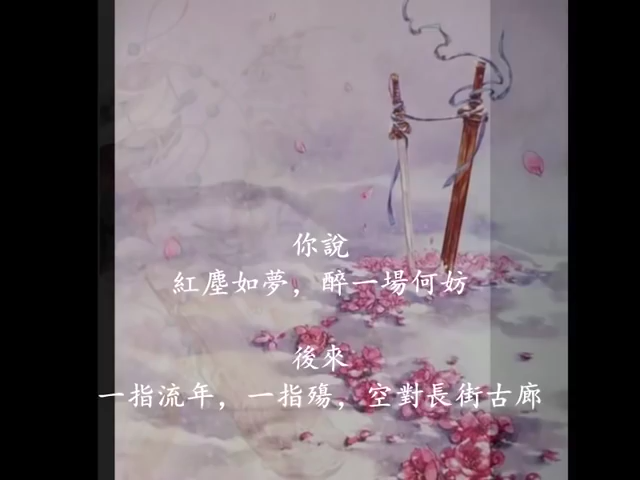 你說
紅塵如夢，醉一場何妨
後來
一指流年，一指殤，空對長街古廊